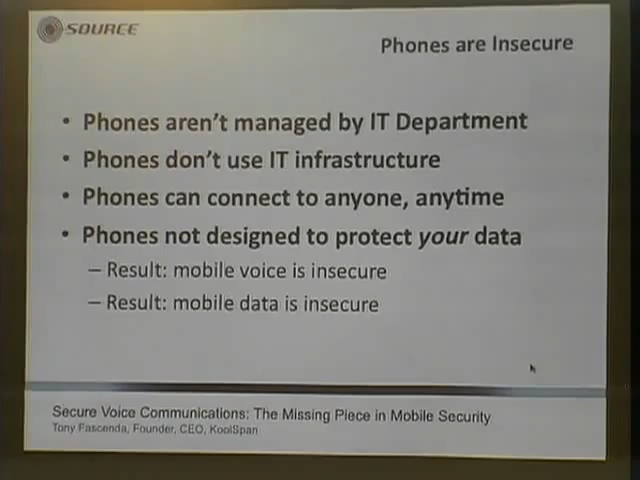 SOURCE
Phones are Insecure
• Phones aren't managed by IT Department
• Phones don't use IT infrastructure
• Phones can connect to anyone, anytime
• Phones not designed to protect your data
– Result: mobile voice is insecure
– Result: mobile data is insecure
Secure Voice Communications: The Missing Piece in Mobile Security
Tony Fascenda, Founder, CEO, KoolSpan